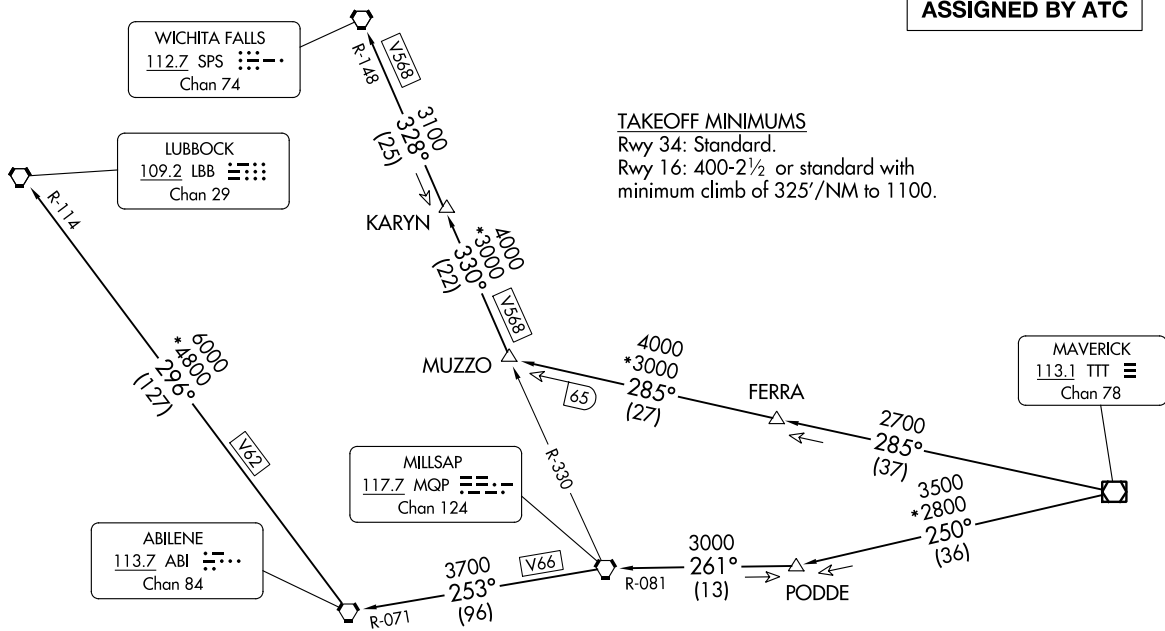 ASSIGNED BY ATC
WICHITA FALLS
112.7 SPS
Chan 74
R-148
V568
3100
328°
(25)
TAKEOFF MINIMUMS
Rwy 34: Standard.
Rwy 16: 400-2½ or standard with
minimum climb of 325'/NM to 1100.
LUBBOCK
109.2 LBB
Chan 29
R-114
KARYN
4000
*3000
330°
(22)
V568
MUZZO
6000
*4800
296°
(127)
V62
4000
*3000
285°
(27)
65
FERRA
MAVERICK
113.1 TTT
Chan 78
2700
285°
(37)
R-330
MILLSAP
117.7 MQP
Chan 124
3500
*2800
250°
(36)
ABILENE
113.7 ABI
Chan 84
R-071
3700
253°
(96)
V66
R-081
3000
261°
(13)
PODDE